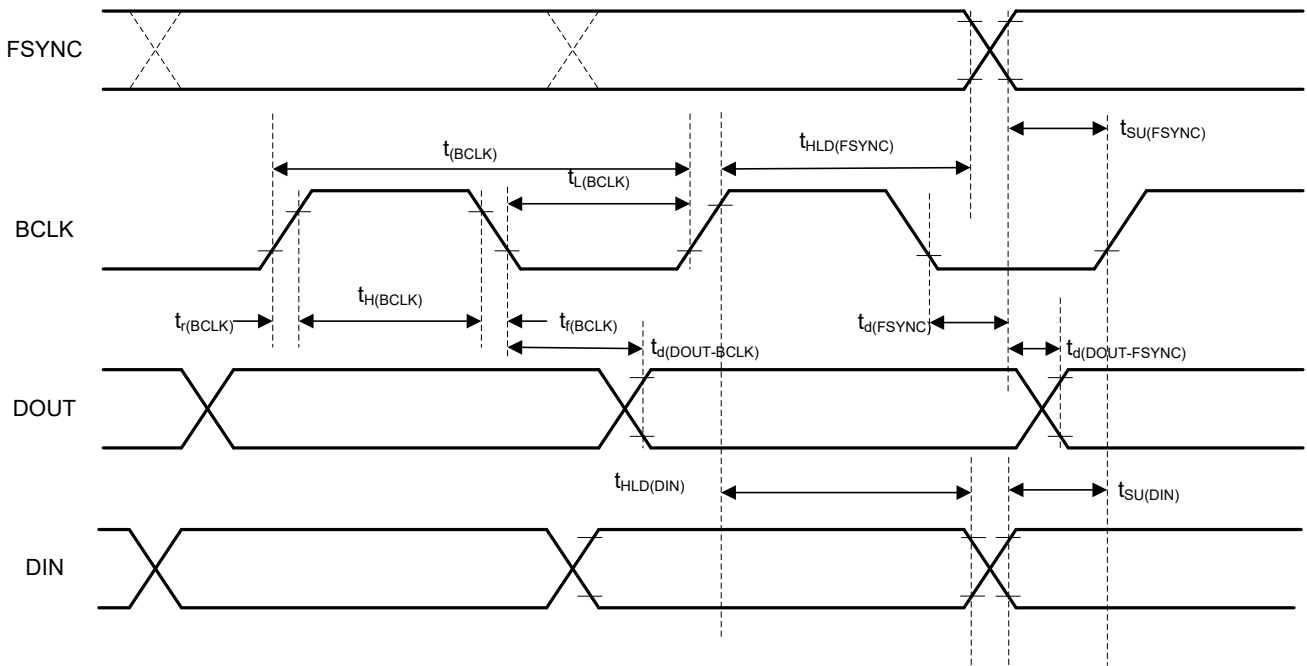 FSYNC
tSU(FSYNC)
tHLD(FSYNC)
t(BCLK)
tL(BCLK)
BCLK
tH(BCLK)
tr(BCLK)
tf(BCLK)
td(FSYNC)
td(DOUT-BCLK)
td(DOUT-FSYNC)
DOUT
tHLD(DIN)
tSU(DIN)
DIN